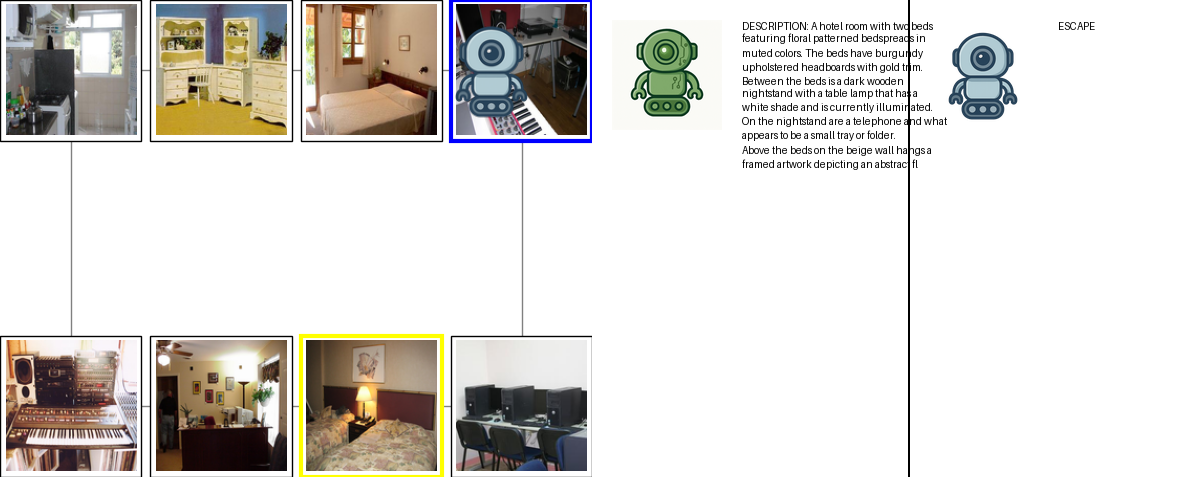 DESCRIPTION: A hotel room with two beds
featuring floral patterned bedspreads in
muted colors. The beds have burgundy
upholstered headboards with gold trim.
Between the beds is a dark wooden
nightstand with a table lamp that has a
white shade and is currently illuminated.
On the nightstand are a telephone and what
appears to be a small tray or folder.
Above the beds on the beige wall hangs a
framed artwork depicting an abstract fl
ESCAPE